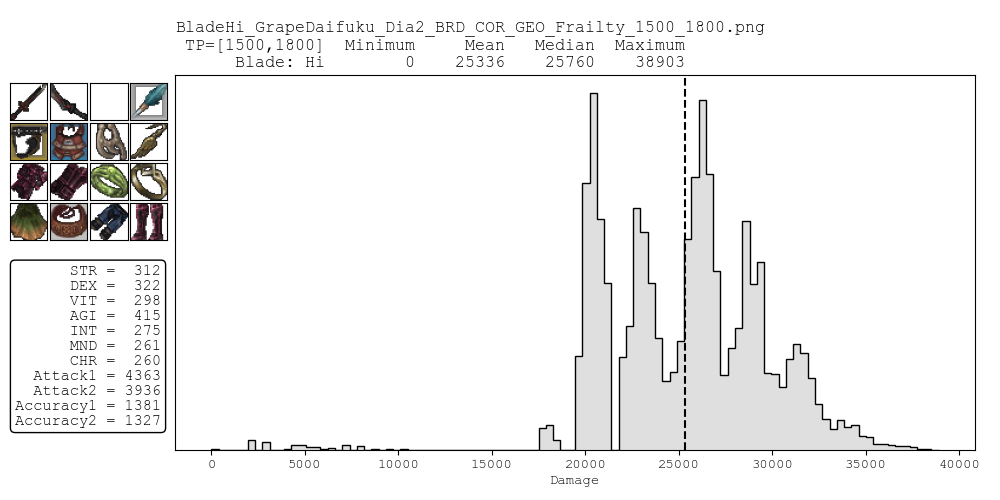 BladeHi_GrapeDaifuku_Dia2_BRD_COR_GEO_Frailty_1500_1800.png
TP=[1500,1800] Minimum Mean Median Maximum
Blade: Hi 0 25336 25760 38903
STR = 312
DEX = 322
VIT = 298
AGI = 415
INT = 275
MND = 261
CHR = 260
Attack1 = 4363
Attack2 = 3936
Accuracy1 = 1381
Accuracy2 = 1327
0 5000 10000 15000 20000 25000 30000 35000 40000
Damage